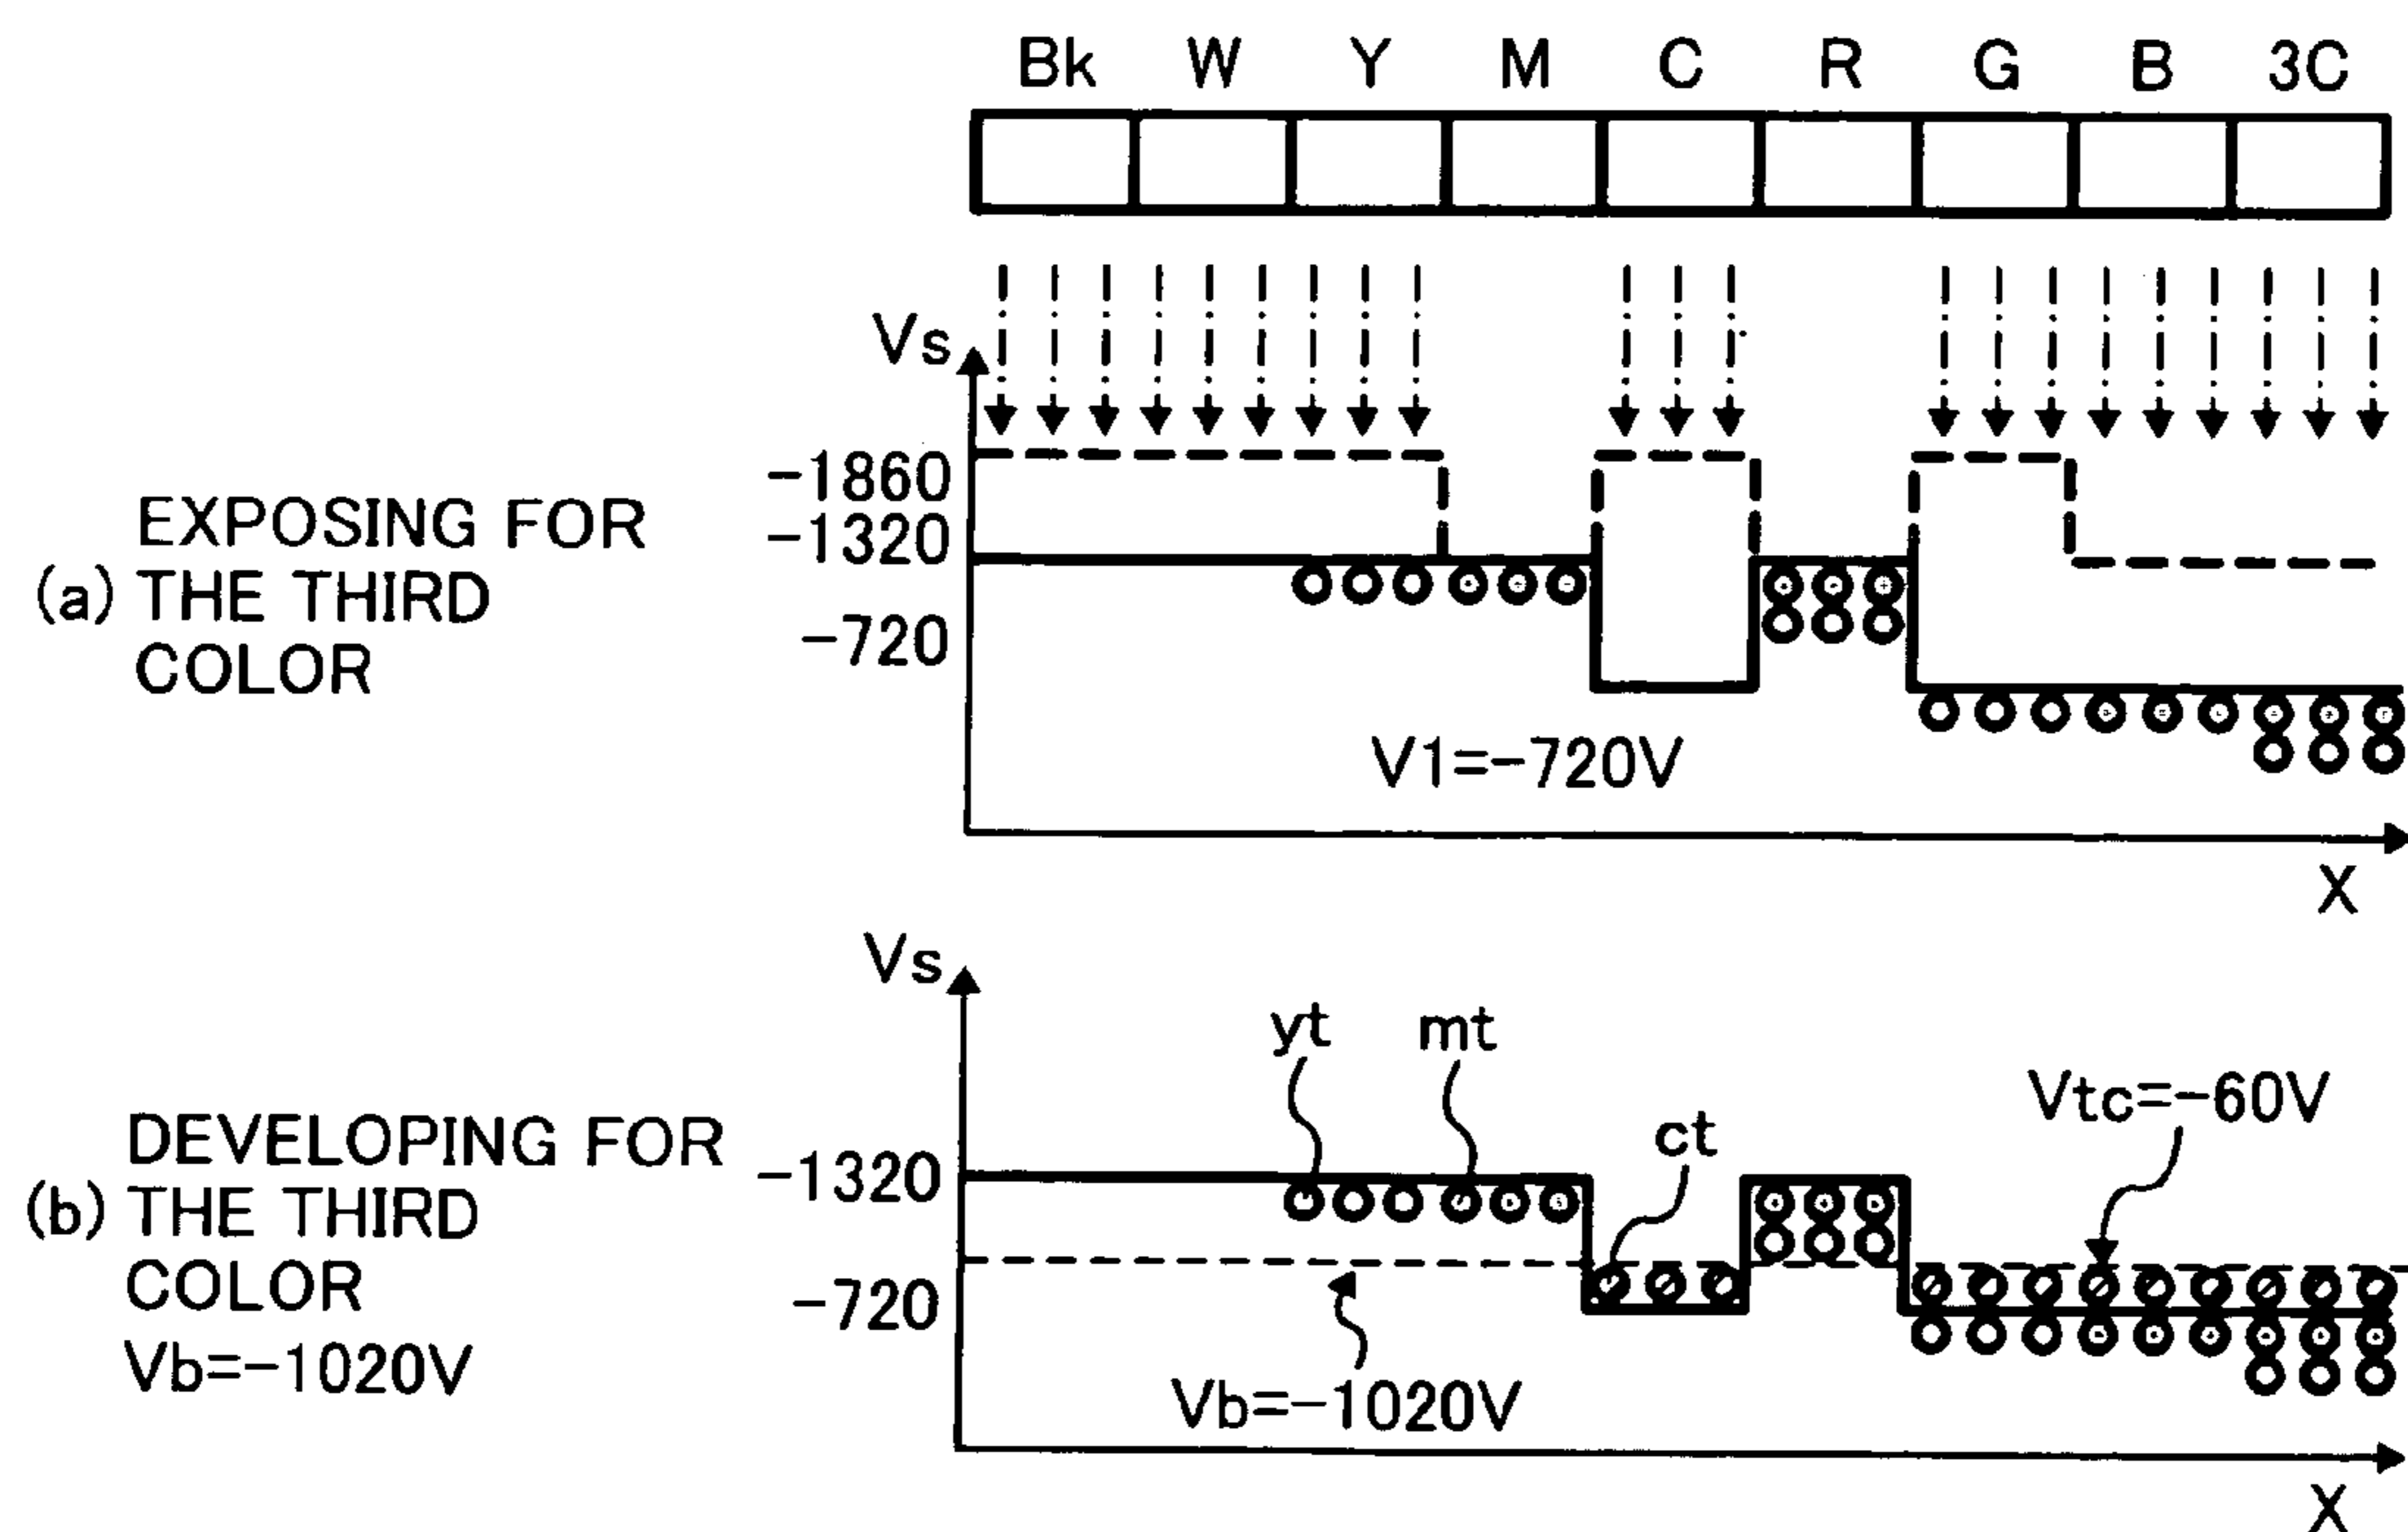 Bk W Y M C R G B 3C
Vs
-1860
-1320
-720
(a) EXPOSING FOR
THE THIRD
COLOR
V1=-720V
X
Vs
yt mt
ct
Vtc=-60V
-1320
-720
(b) DEVELOPING FOR
THE THIRD
COLOR
Vb=-1020V
Vb=-1020V
X